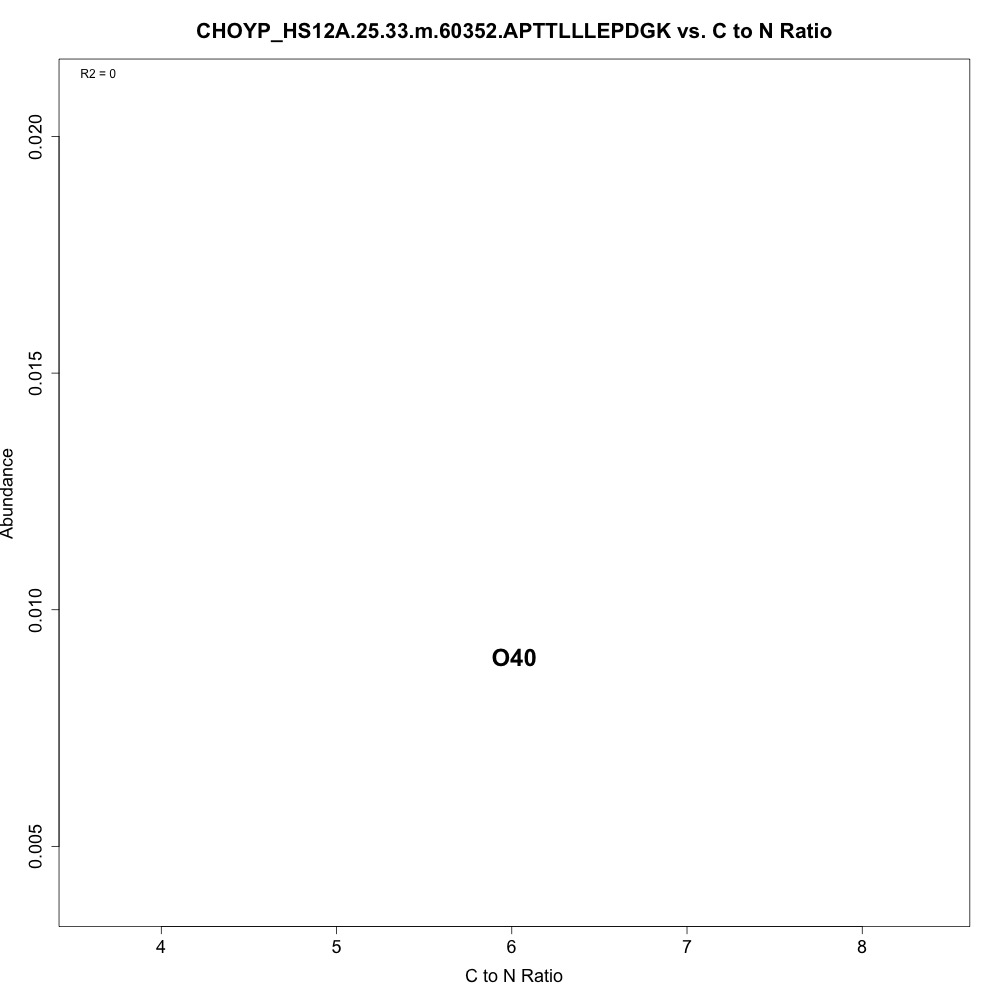 CHOYP_HS12A.25.33.m.60352.APTTLLLEPDGK vs. C to N Ratio
R2 = 0
0.020
0.015
Abundance
0.010
O40
0.005
4 5 6 7 8
C to N Ratio